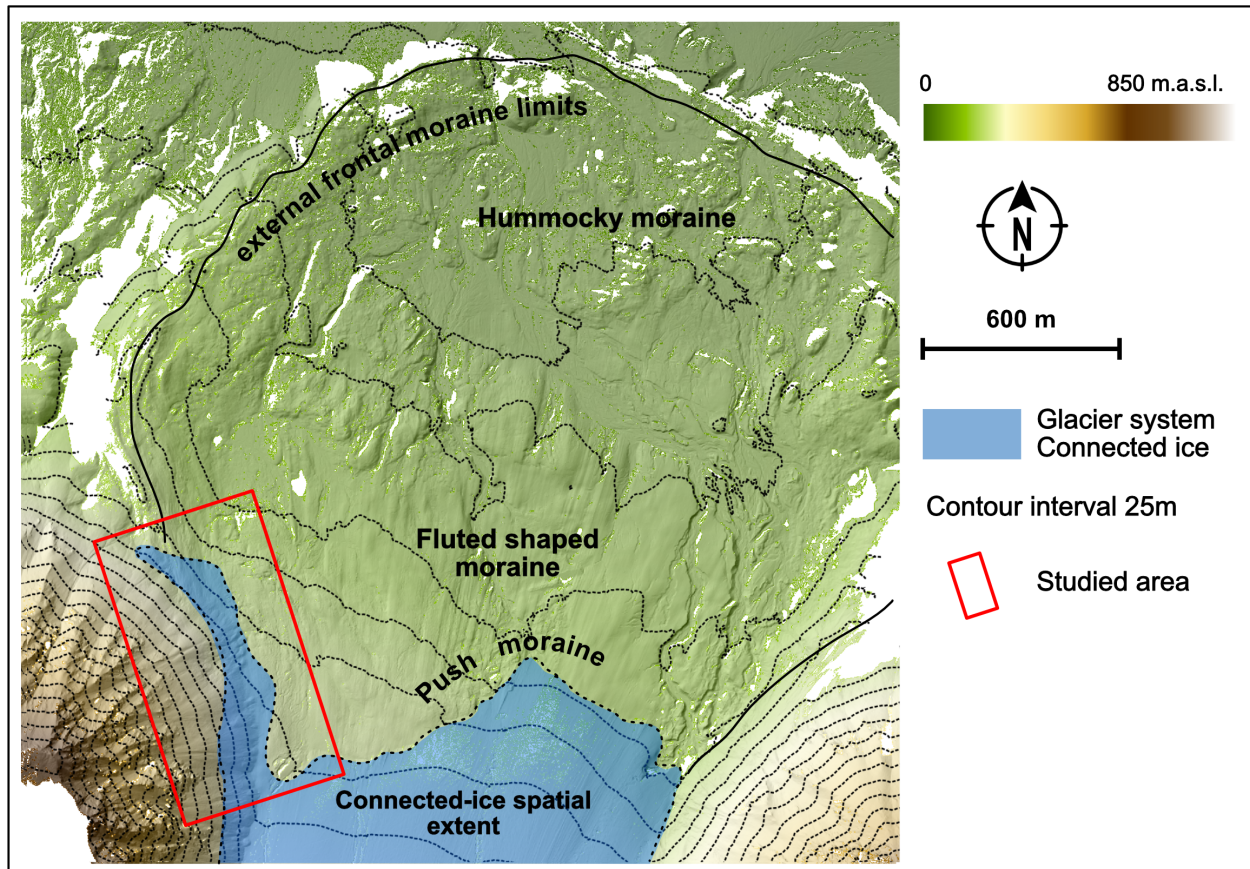 external frontal moraine limits
Hummocky moraine
Fluted shaped
moraine
Push moraine
Connected-ice spatial
extent
0 850 m.a.s.l.
N
600 m
Glacier system
Connected ice
Contour interval 25m
Studied area